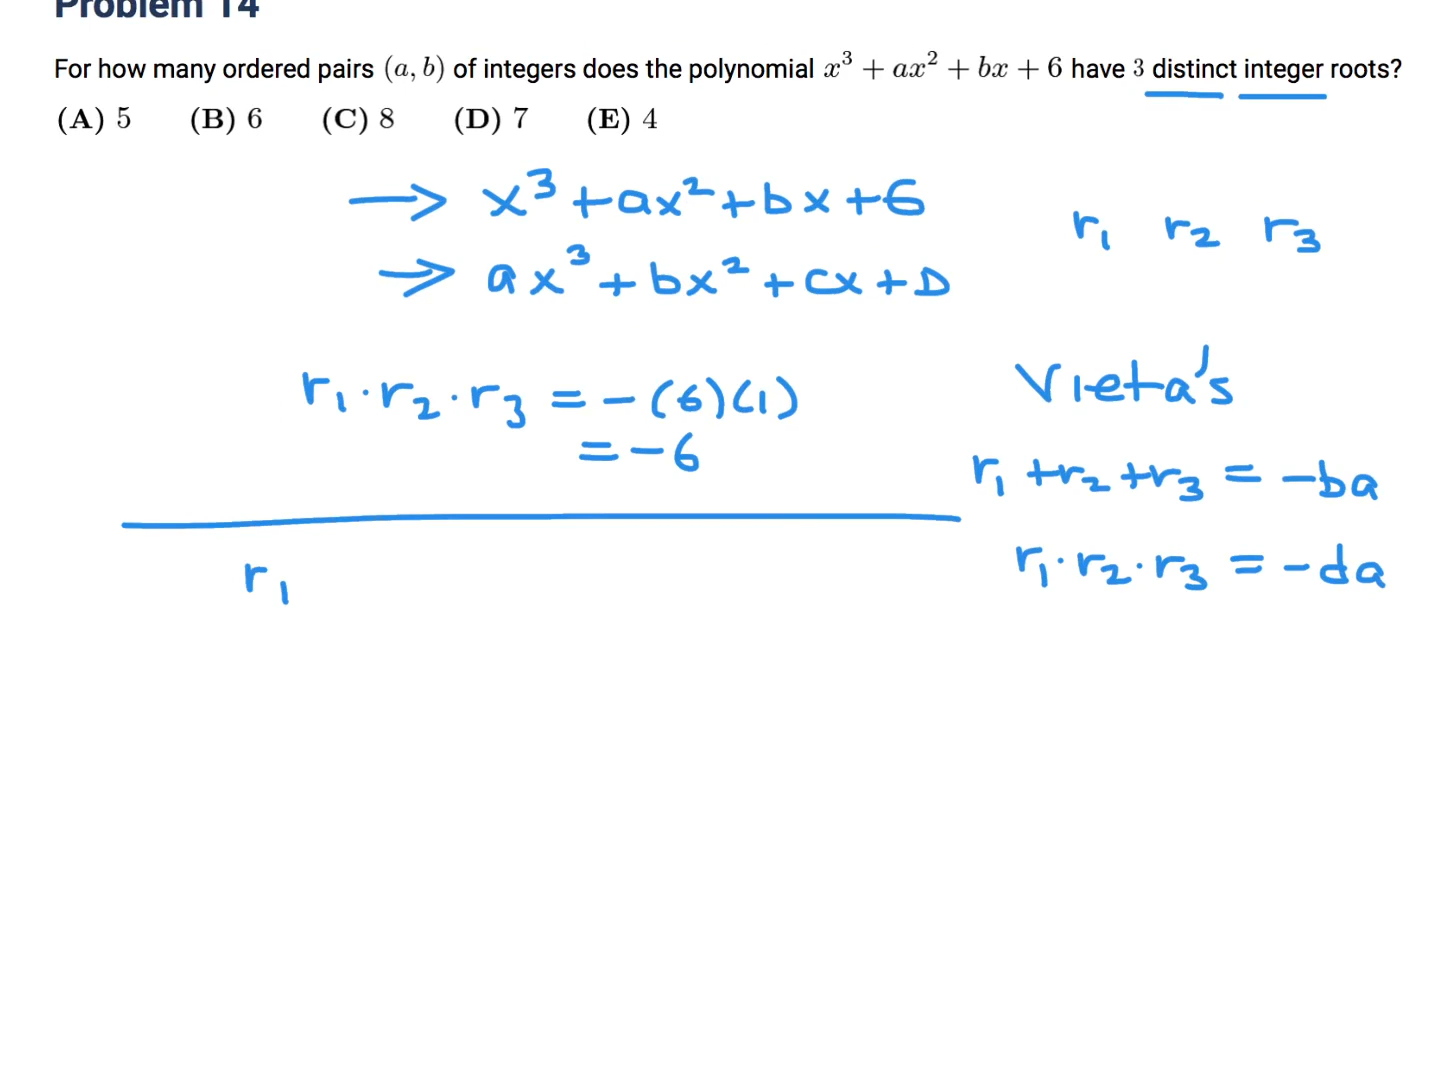 Problem 14
For how many ordered pairs (a, b) of integers does the polynomial x³ + ax² + bx + 6 have 3 distinct integer roots?
(A) 5 (B) 6 (C) 8 (D) 7 (E) 4
→ x³ + ax² + bx + 6
r₁ r₂ r₃
→ ax³ + bx² + cx + D
Vieta's
r₁ · r₂ · r₃ = -(6)(1)
= -6
r₁ + r₂ + r₃ = -ba
r₁ · r₂ · r₃ = -da
r₁